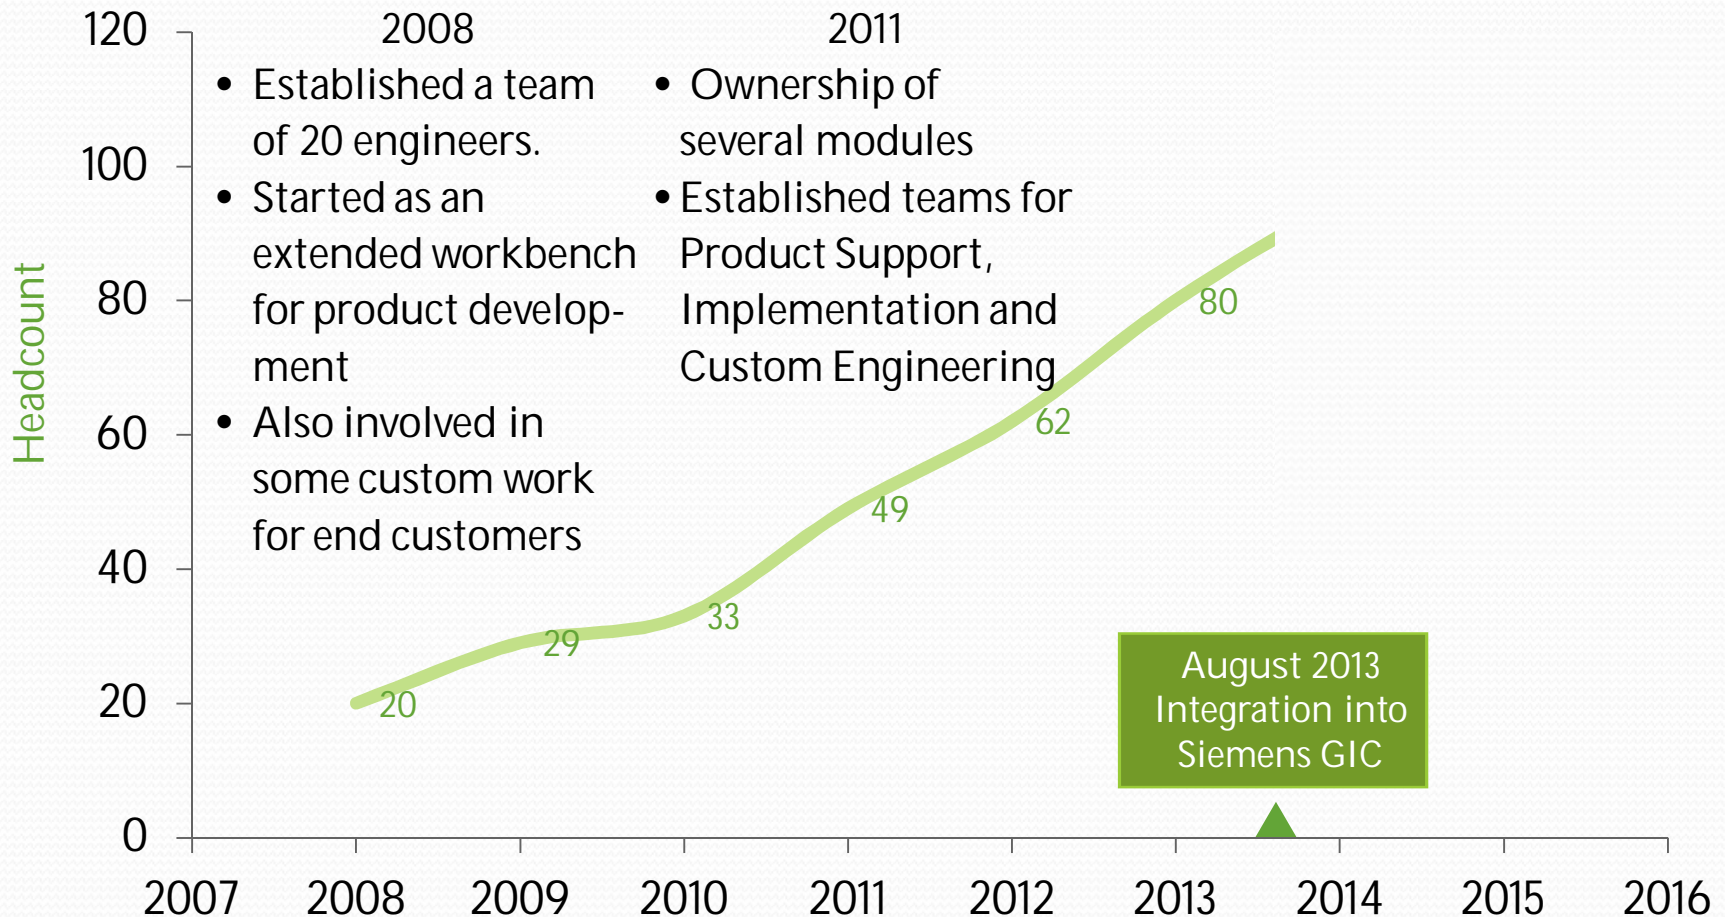 Headcount
120
100
80
60
40
20
0
2008
• Established a team
of 20 engineers.
• Started as an
extended workbench
for product develop-
ment
• Also involved in
some custom work
for end customers
2011
• Ownership of
several modules
• Established teams for
Product Support,
Implementation and
Custom Engineering
20
29
33
49
62
80
August 2013
Integration into
Siemens GIC
2007 2008 2009 2010 2011 2012 2013 2014 2015 2016